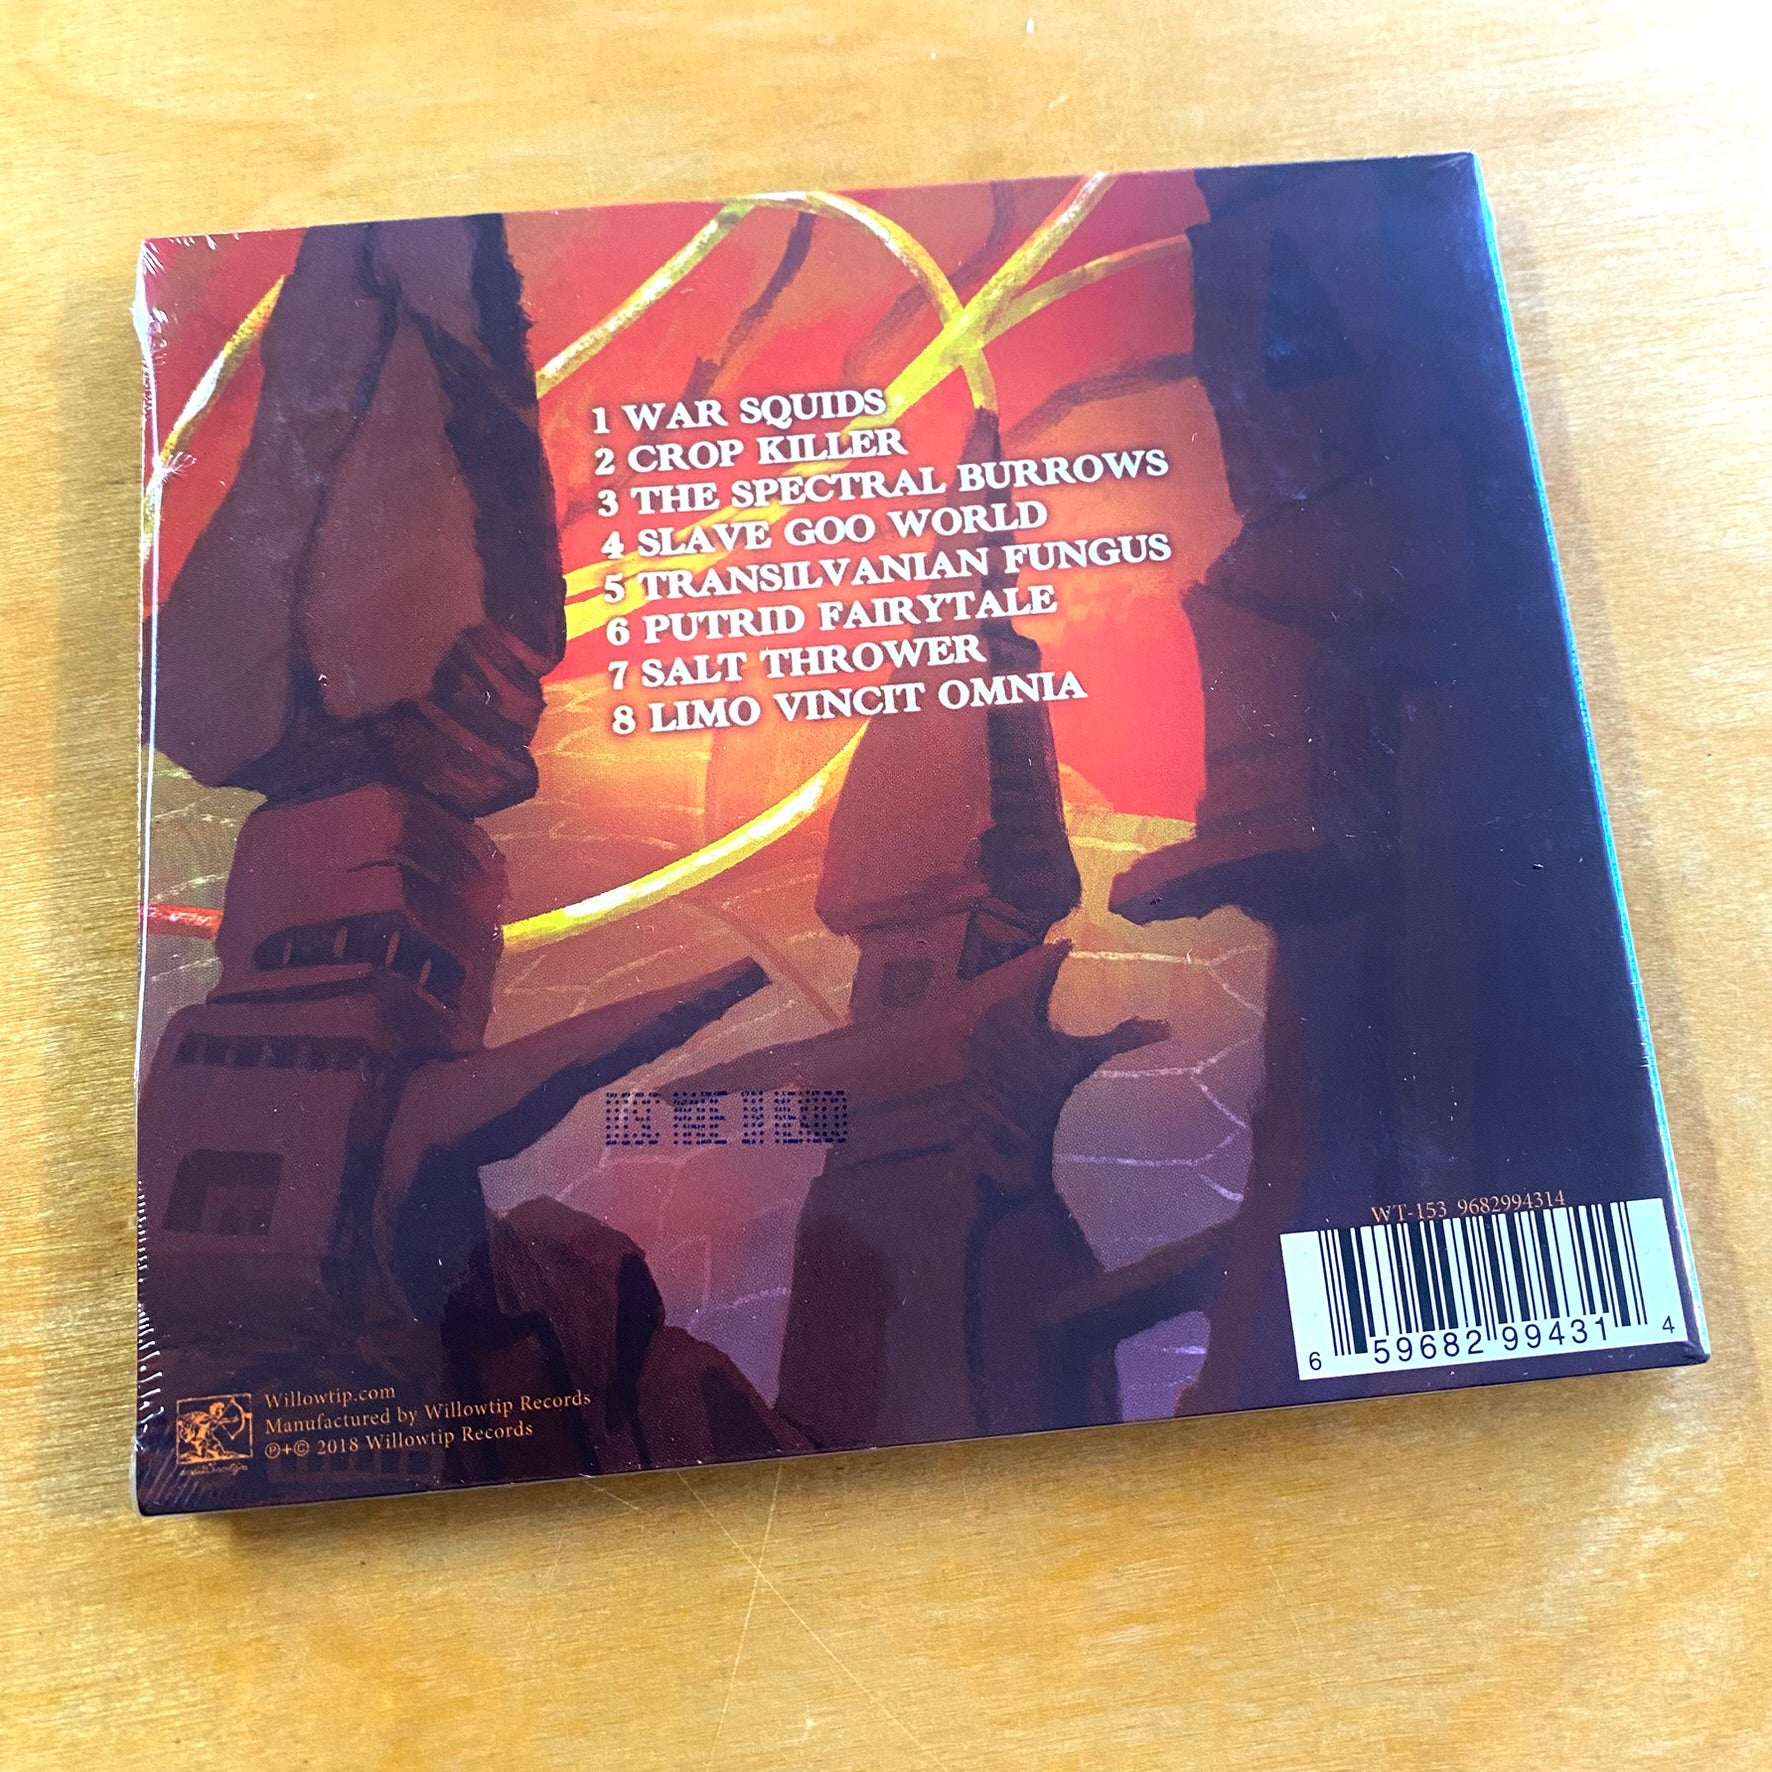 1 WAR SQUIDS
2 CROP KILLER
3 THE SPECTRAL BURROWS
4 SLAVE GOO WORLD
5 TRANSILVANIAN FUNGUS
6 PUTRID FAIRYTALE
7 SALT THROWER
8 LIMO VINCIT OMNIA
WT-153 9682994314
6 59682 99431 4
Willowtip.com
Manufactured by Willowtip Records
℗+© 2018 Willowtip Records